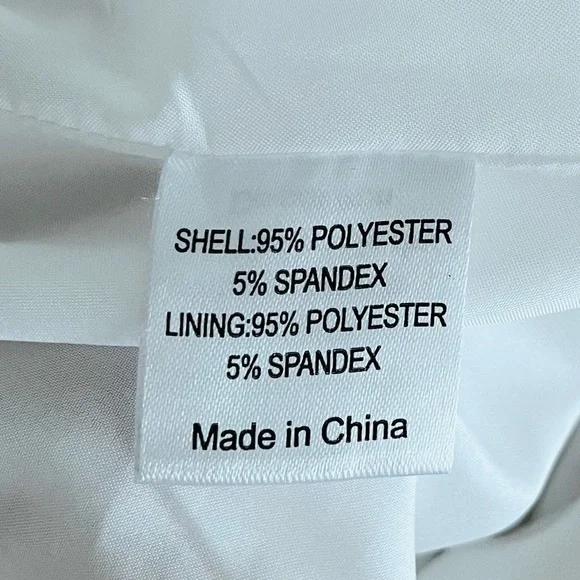 SHELL:95% POLYESTER
5% SPANDEX
LINING:95% POLYESTER
5% SPANDEX
Made in China